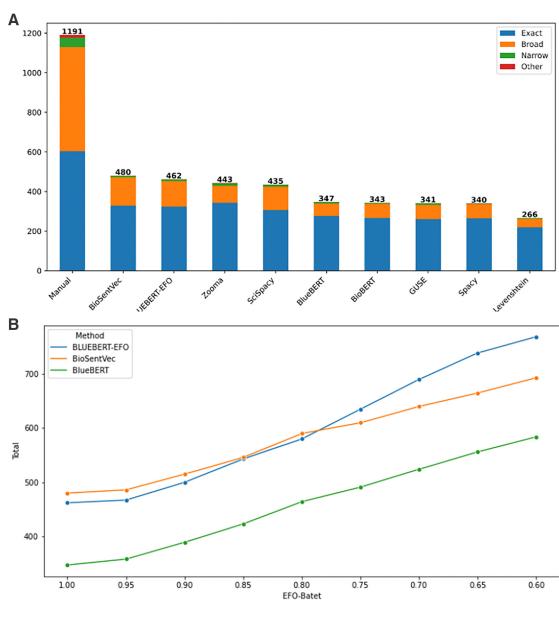 A
1191
1200
1000
800
600
400
200
0
Exact
Broad
Narrow
Other
480
462
443
435
347
343
341
340
266
Manual
BioSentVec
UEBERT-EFO
Zooma
SciSpacy
BlueBERT
BioBERT
GUSE
Spacy
Levenshtein
B
Method
BLUEBERT-EFO
BioSentVec
BlueBERT
700
600
500
400
Total
1.00 0.95 0.90 0.85 0.80 0.75 0.70 0.65 0.60
EFO-Batet